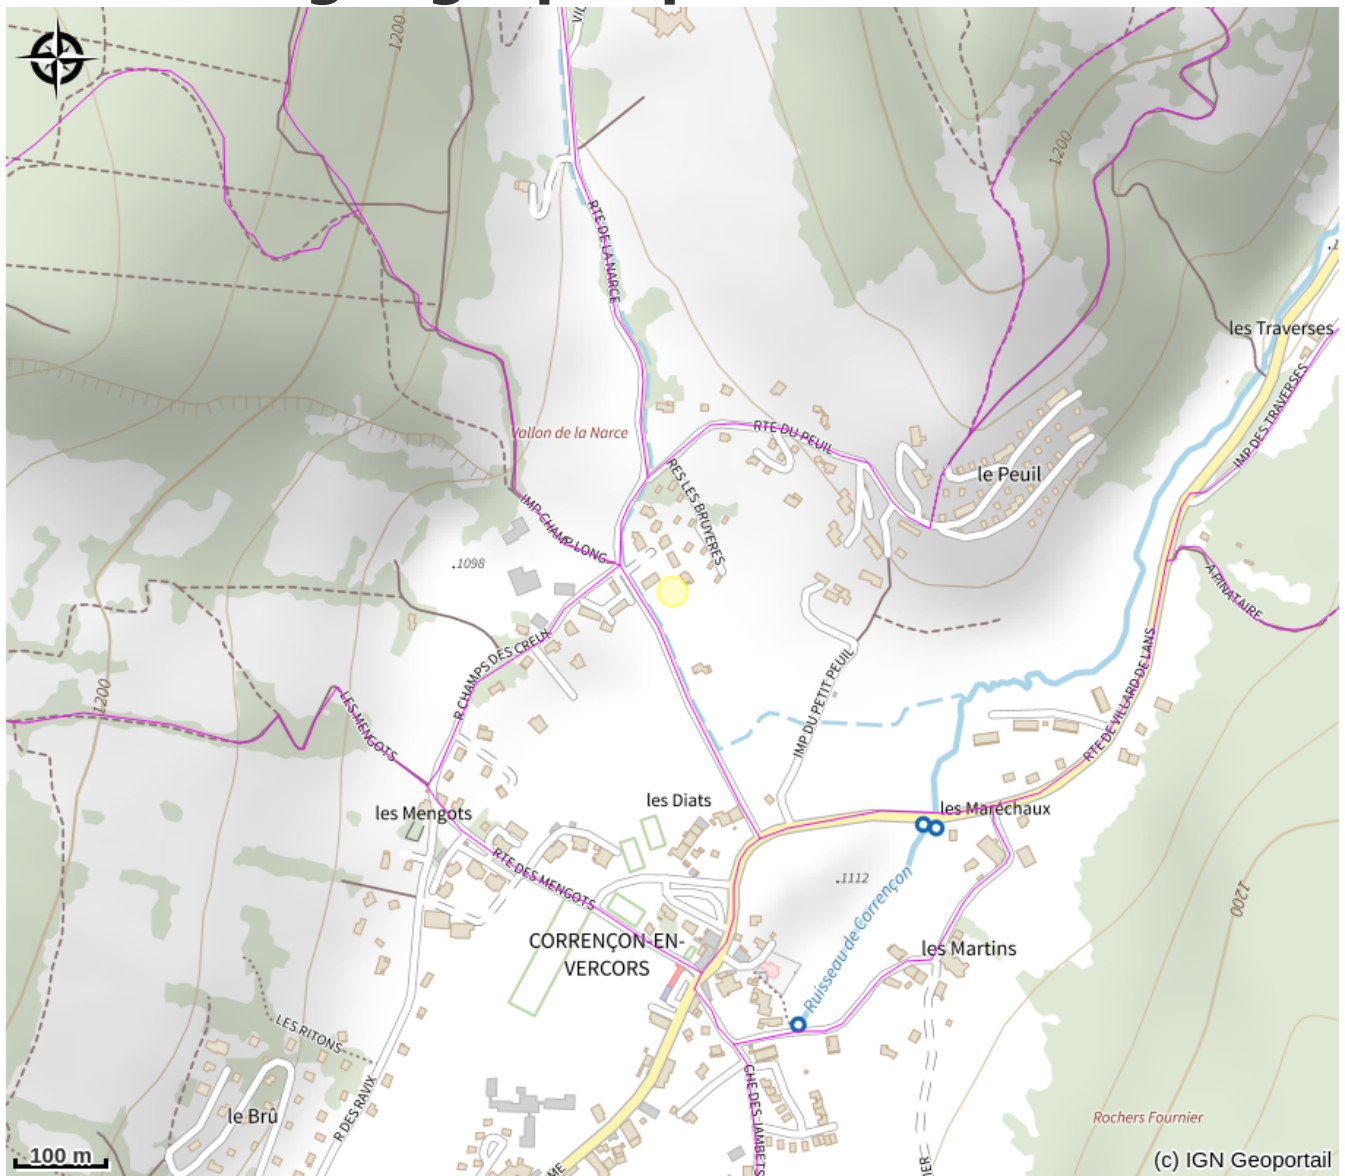 1200
RTE DE LA NARCE
1200
les Traverses
Vallon de la Narce
RTE DU PEUIL
IMP DES TRAVERSES
RES LES BRUYERES
le Peuil
IMP CHAMP LONG
.1098
A PINATAIRE
R CHAMPS DES CREUX
1200
LES MENGOTS
IMP DU PETIT PEUIL
RTE DE VILLARD DE LANS
les Mengots
les Diats
les Maréchaux
RTE DES MENGOTS
.1112
1200
CORRENÇON-EN-
VERCORS
les Martins
Ruisseau de Corrençon
LES RITONS
le Brû
R DES RAVIX
CHE DES JAMBETS
Rochers Fournier
100 m
(c) IGN Geoportail